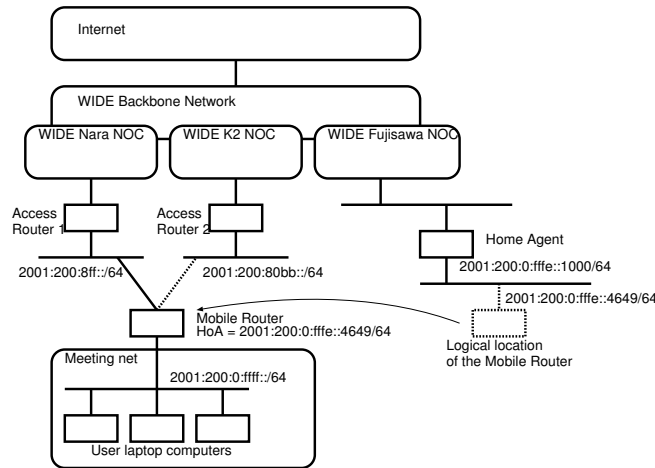 Internet
WIDE Backbone Network
WIDE Nara NOC
WIDE K2 NOC
WIDE Fujisawa NOC
Access
Router 1
Access
Router 2
Home Agent
2001:200:8ff::/64
2001:200:80bb::/64
2001:200:0:fffe::1000/64
2001:200:0:fffe::4649/64
Mobile Router
HoA = 2001:200:0:fffe::4649/64
Logical location
of the Mobile Router
Meeting net
2001:200:0:ffff::/64
User laptop computers